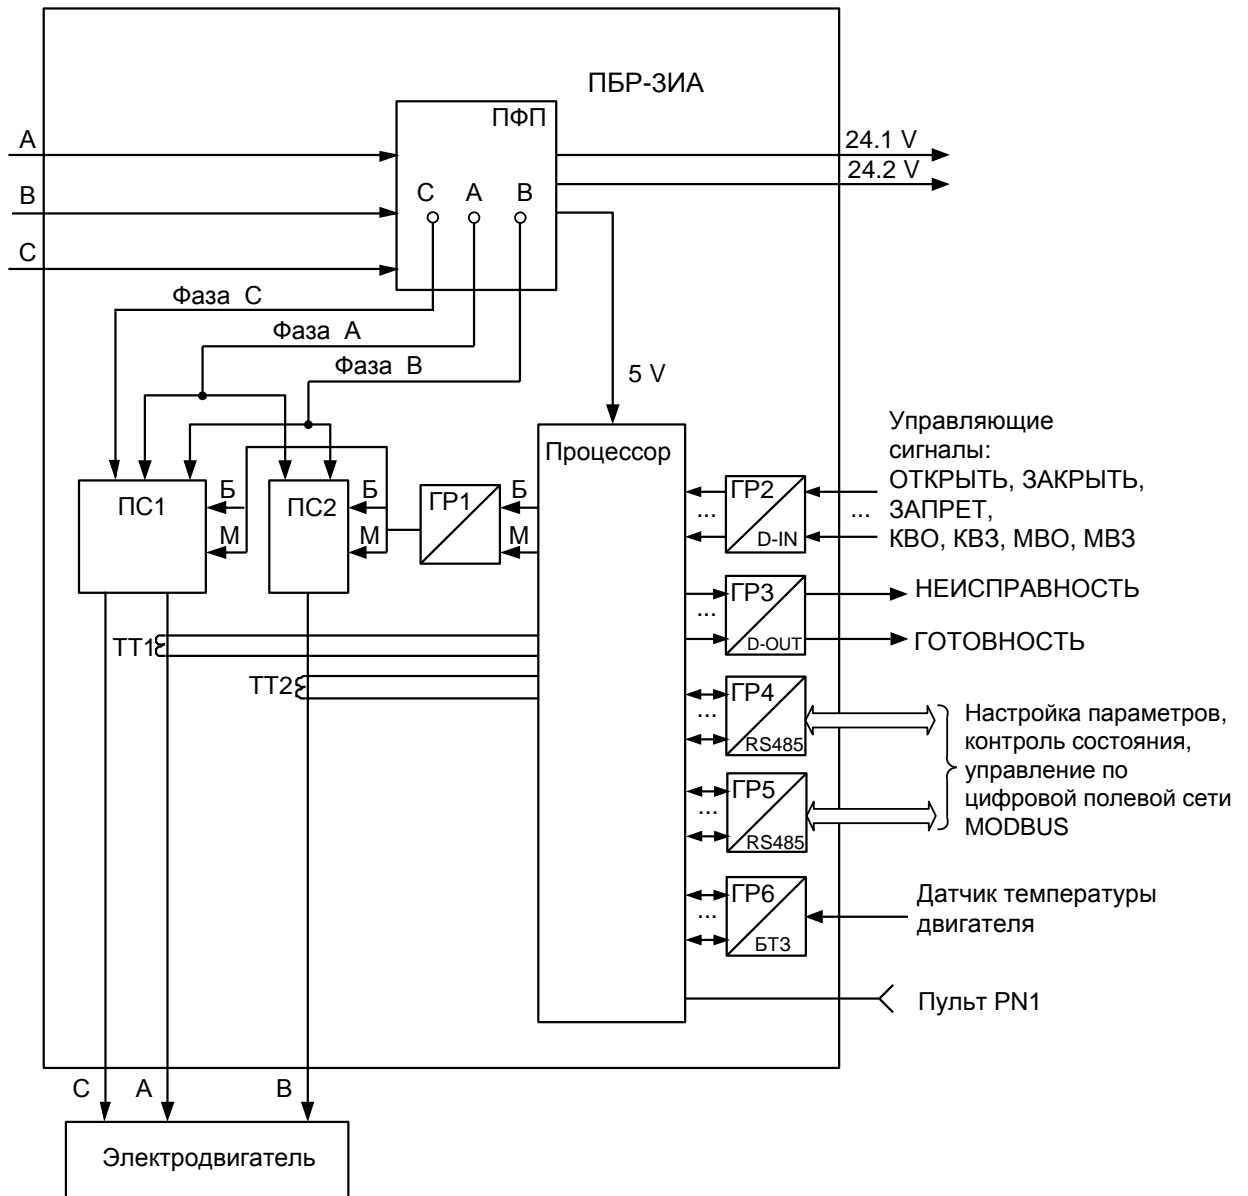 ПБР-3ИА
ПФП
A
B
C
C A B
24.1 V
24.2 V
Фаза C
Фаза A
Фаза B
5 V
Процессор
ПС1
Б
М
ПС2
Б
М
ГР1
Б
М
ГР2
...
D-IN
...
Управляющие
сигналы:
ОТКРЫТЬ, ЗАКРЫТЬ,
ЗАПРЕТ,
КВО, КВЗ, МВО, МВЗ
ГР3
...
D-OUT
НЕИСПРАВНОСТЬ
ГОТОВНОСТЬ
ТТ1
ТТ2
ГР4
...
RS485
ГР5
...
RS485
Настройка параметров,
контроль состояния,
управление по
цифровой полевой сети
MODBUS
ГР6
...
БТЗ
Датчик температуры
двигателя
Пульт PN1
C A B
Электродвигатель